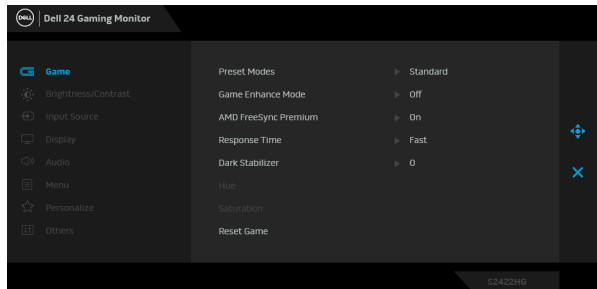 DELL Dell 24 Gaming Monitor
Game
Brightness/Contrast
Input Source
Display
Audio
Menu
Personalize
Others
Preset Modes Standard
Game Enhance Mode Off
AMD FreeSync Premium On
Response Time Fast
Dark Stabilizer 0
Hue
Saturation
Reset Game
S2422HG